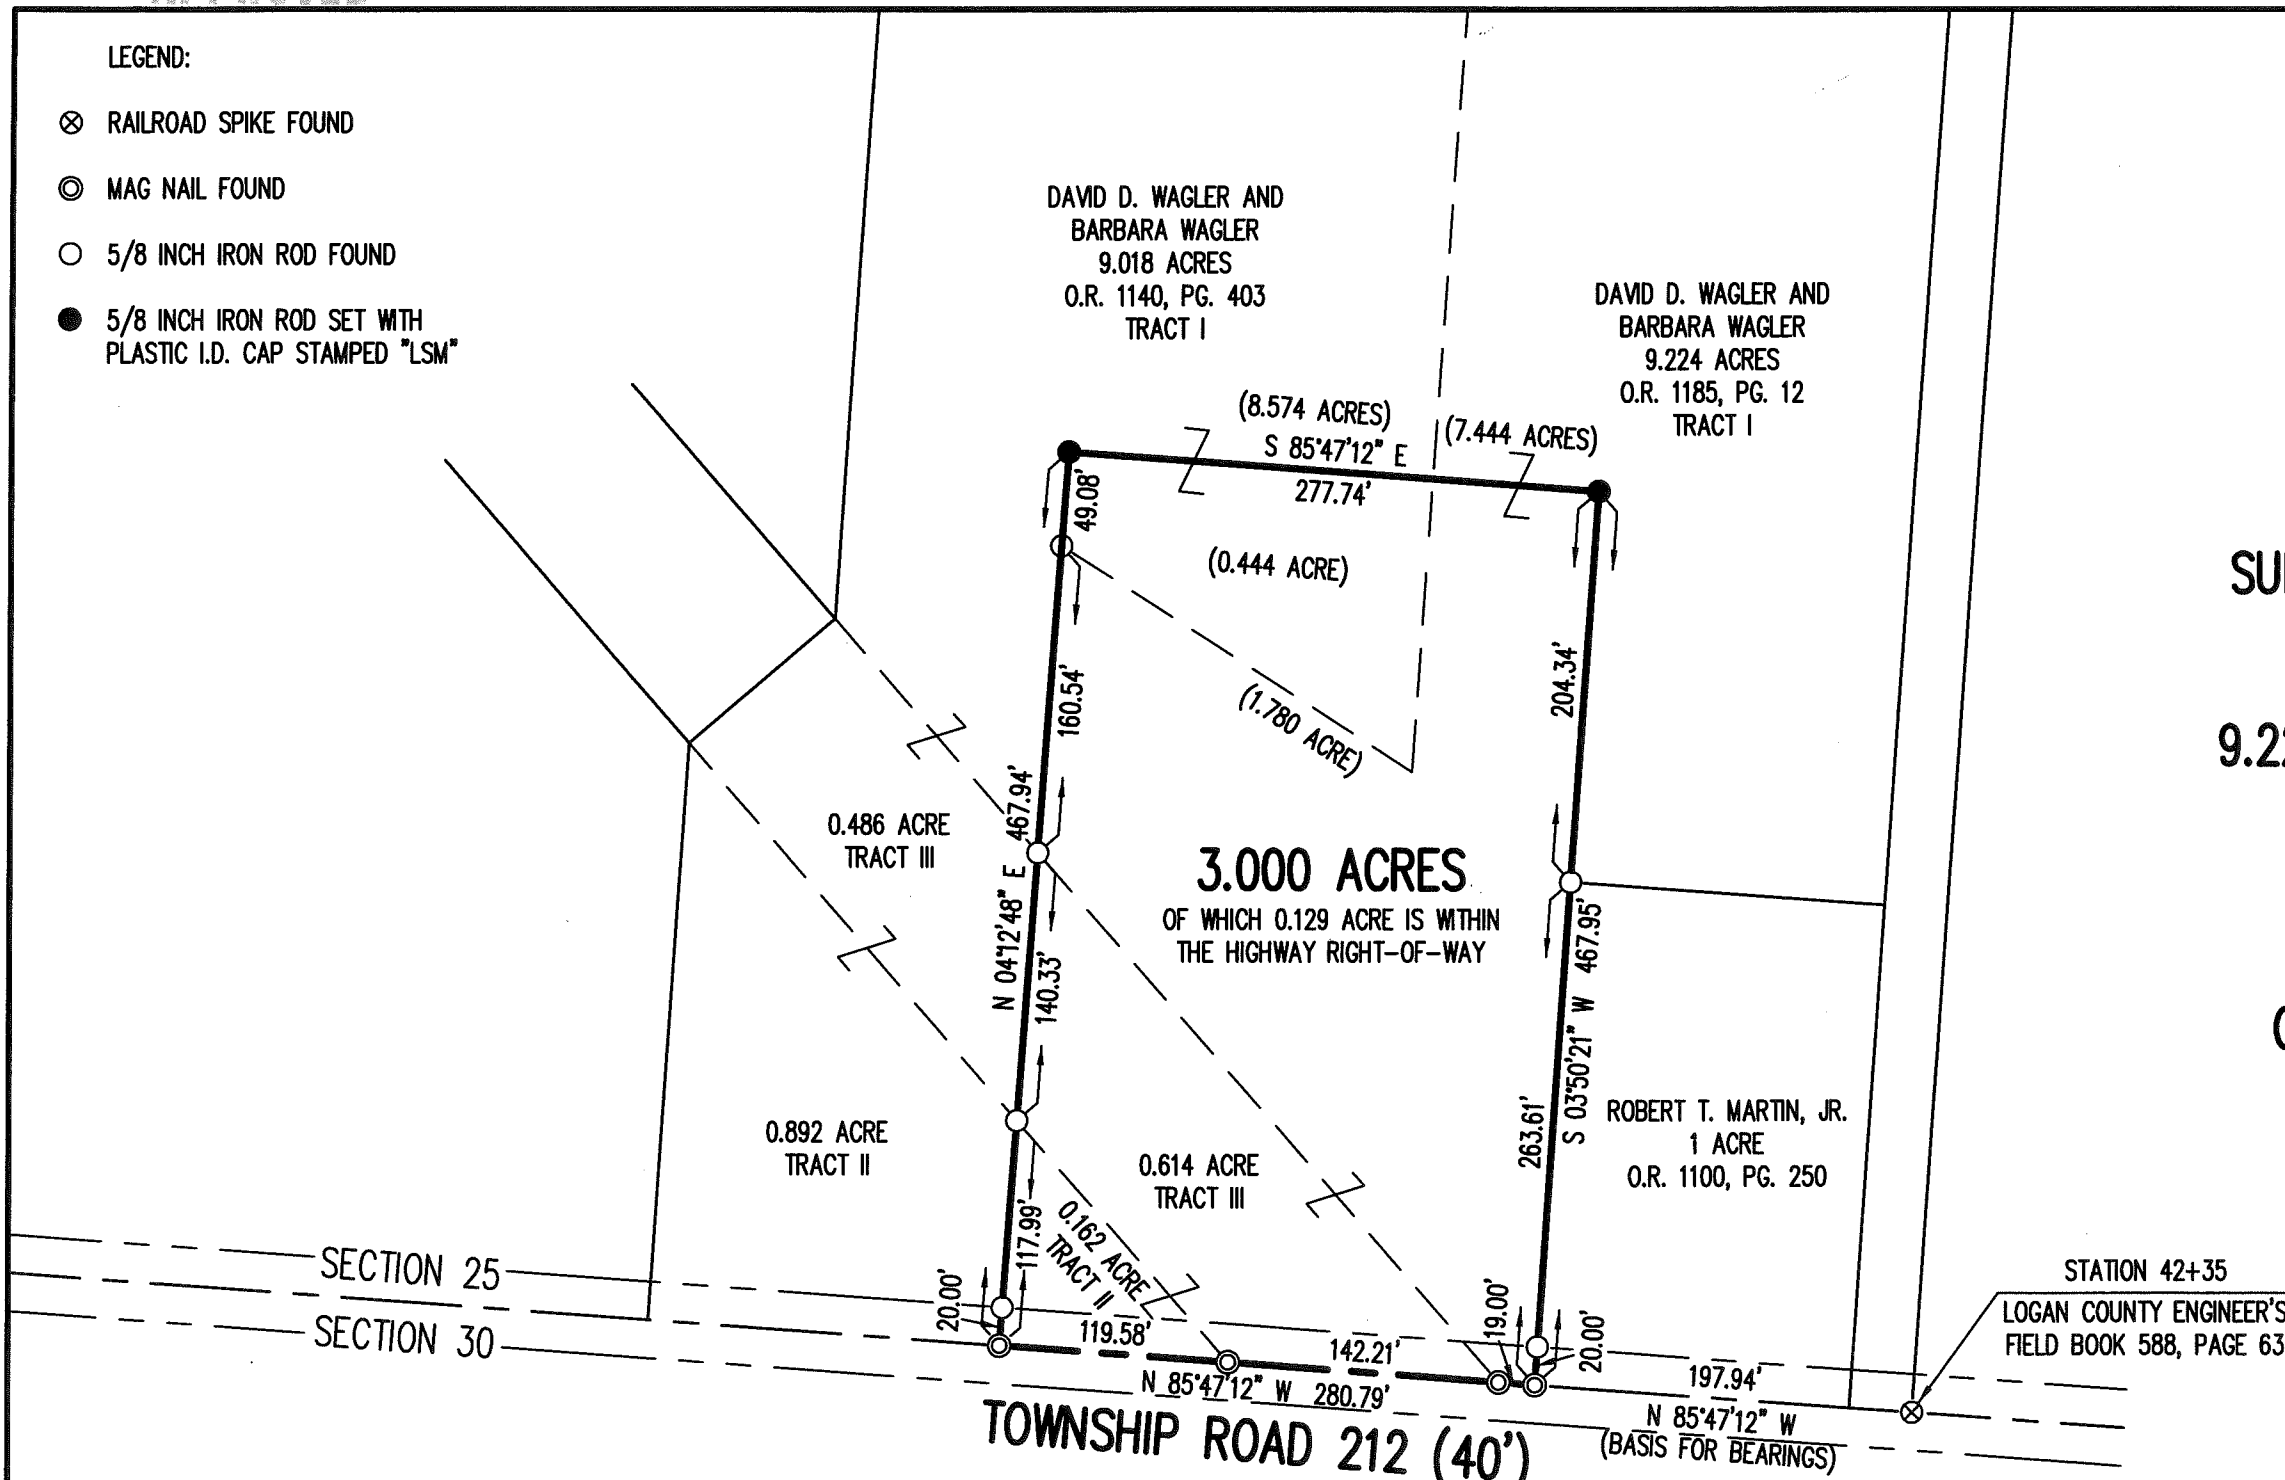 LEGEND:
RAILROAD SPIKE FOUND
MAG NAIL FOUND
5/8 INCH IRON ROD FOUND
5/8 INCH IRON ROD SET WITH
PLASTIC I.D. CAP STAMPED "LSM"
DAVID D. WAGLER AND
BARBARA WAGLER
9.018 ACRES
O.R. 1140, PG. 403
TRACT I
DAVID D. WAGLER AND
BARBARA WAGLER
9.224 ACRES
O.R. 1185, PG. 12
TRACT I
(8.574 ACRES)
(7.444 ACRES)
S 85°47'12" E
277.74'
49.08'
(0.444 ACRE)
160.54'
204.34'
(1.780 ACRE)
N 04°12'48" E 467.94'
0.486 ACRE
TRACT III
3.000 ACRES
OF WHICH 0.129 ACRE IS WITHIN
THE HIGHWAY RIGHT-OF-WAY
140.33'
S 03°50'21" W 467.95'
263.61'
ROBERT T. MARTIN, JR.
1 ACRE
O.R. 1100, PG. 250
0.892 ACRE
TRACT II
0.614 ACRE
TRACT III
117.99'
0.162 ACRE
TRACT II
SECTION 25
SECTION 30
20.00'
119.58'
142.21'
19.00'
20.00'
N 85°47'12" W 280.79'
197.94'
N 85°47'12" W
(BASIS FOR BEARINGS)
STATION 42+35
LOGAN COUNTY ENGINEER'S
FIELD BOOK 588, PAGE 63
TOWNSHIP ROAD 212 (40')